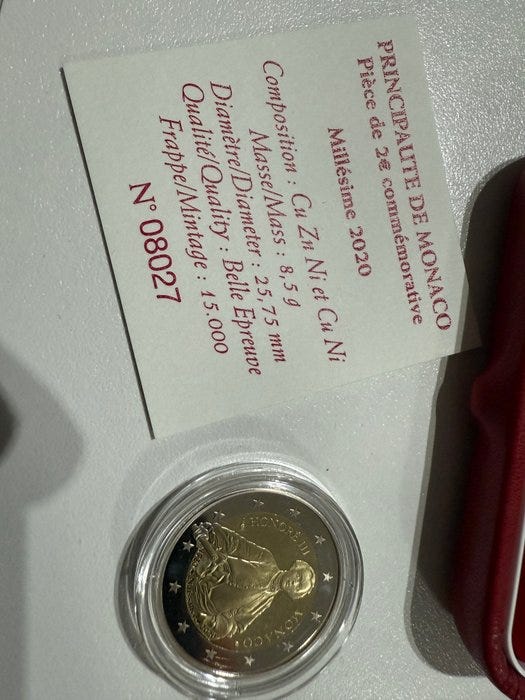 PRINCIPAUTE DE MONACO
Pièce de 2€ commémorative
Millésime 2020
Composition : Cu Zn Ni et Cu Ni
Masse/Mass : 8,5 g
Diamètre/Diameter : 25,75 mm
Qualité/Quality : Belle Epreuve
Frappe/Mintage : 15.000
N° 08027
HONORÉ III
MONACO